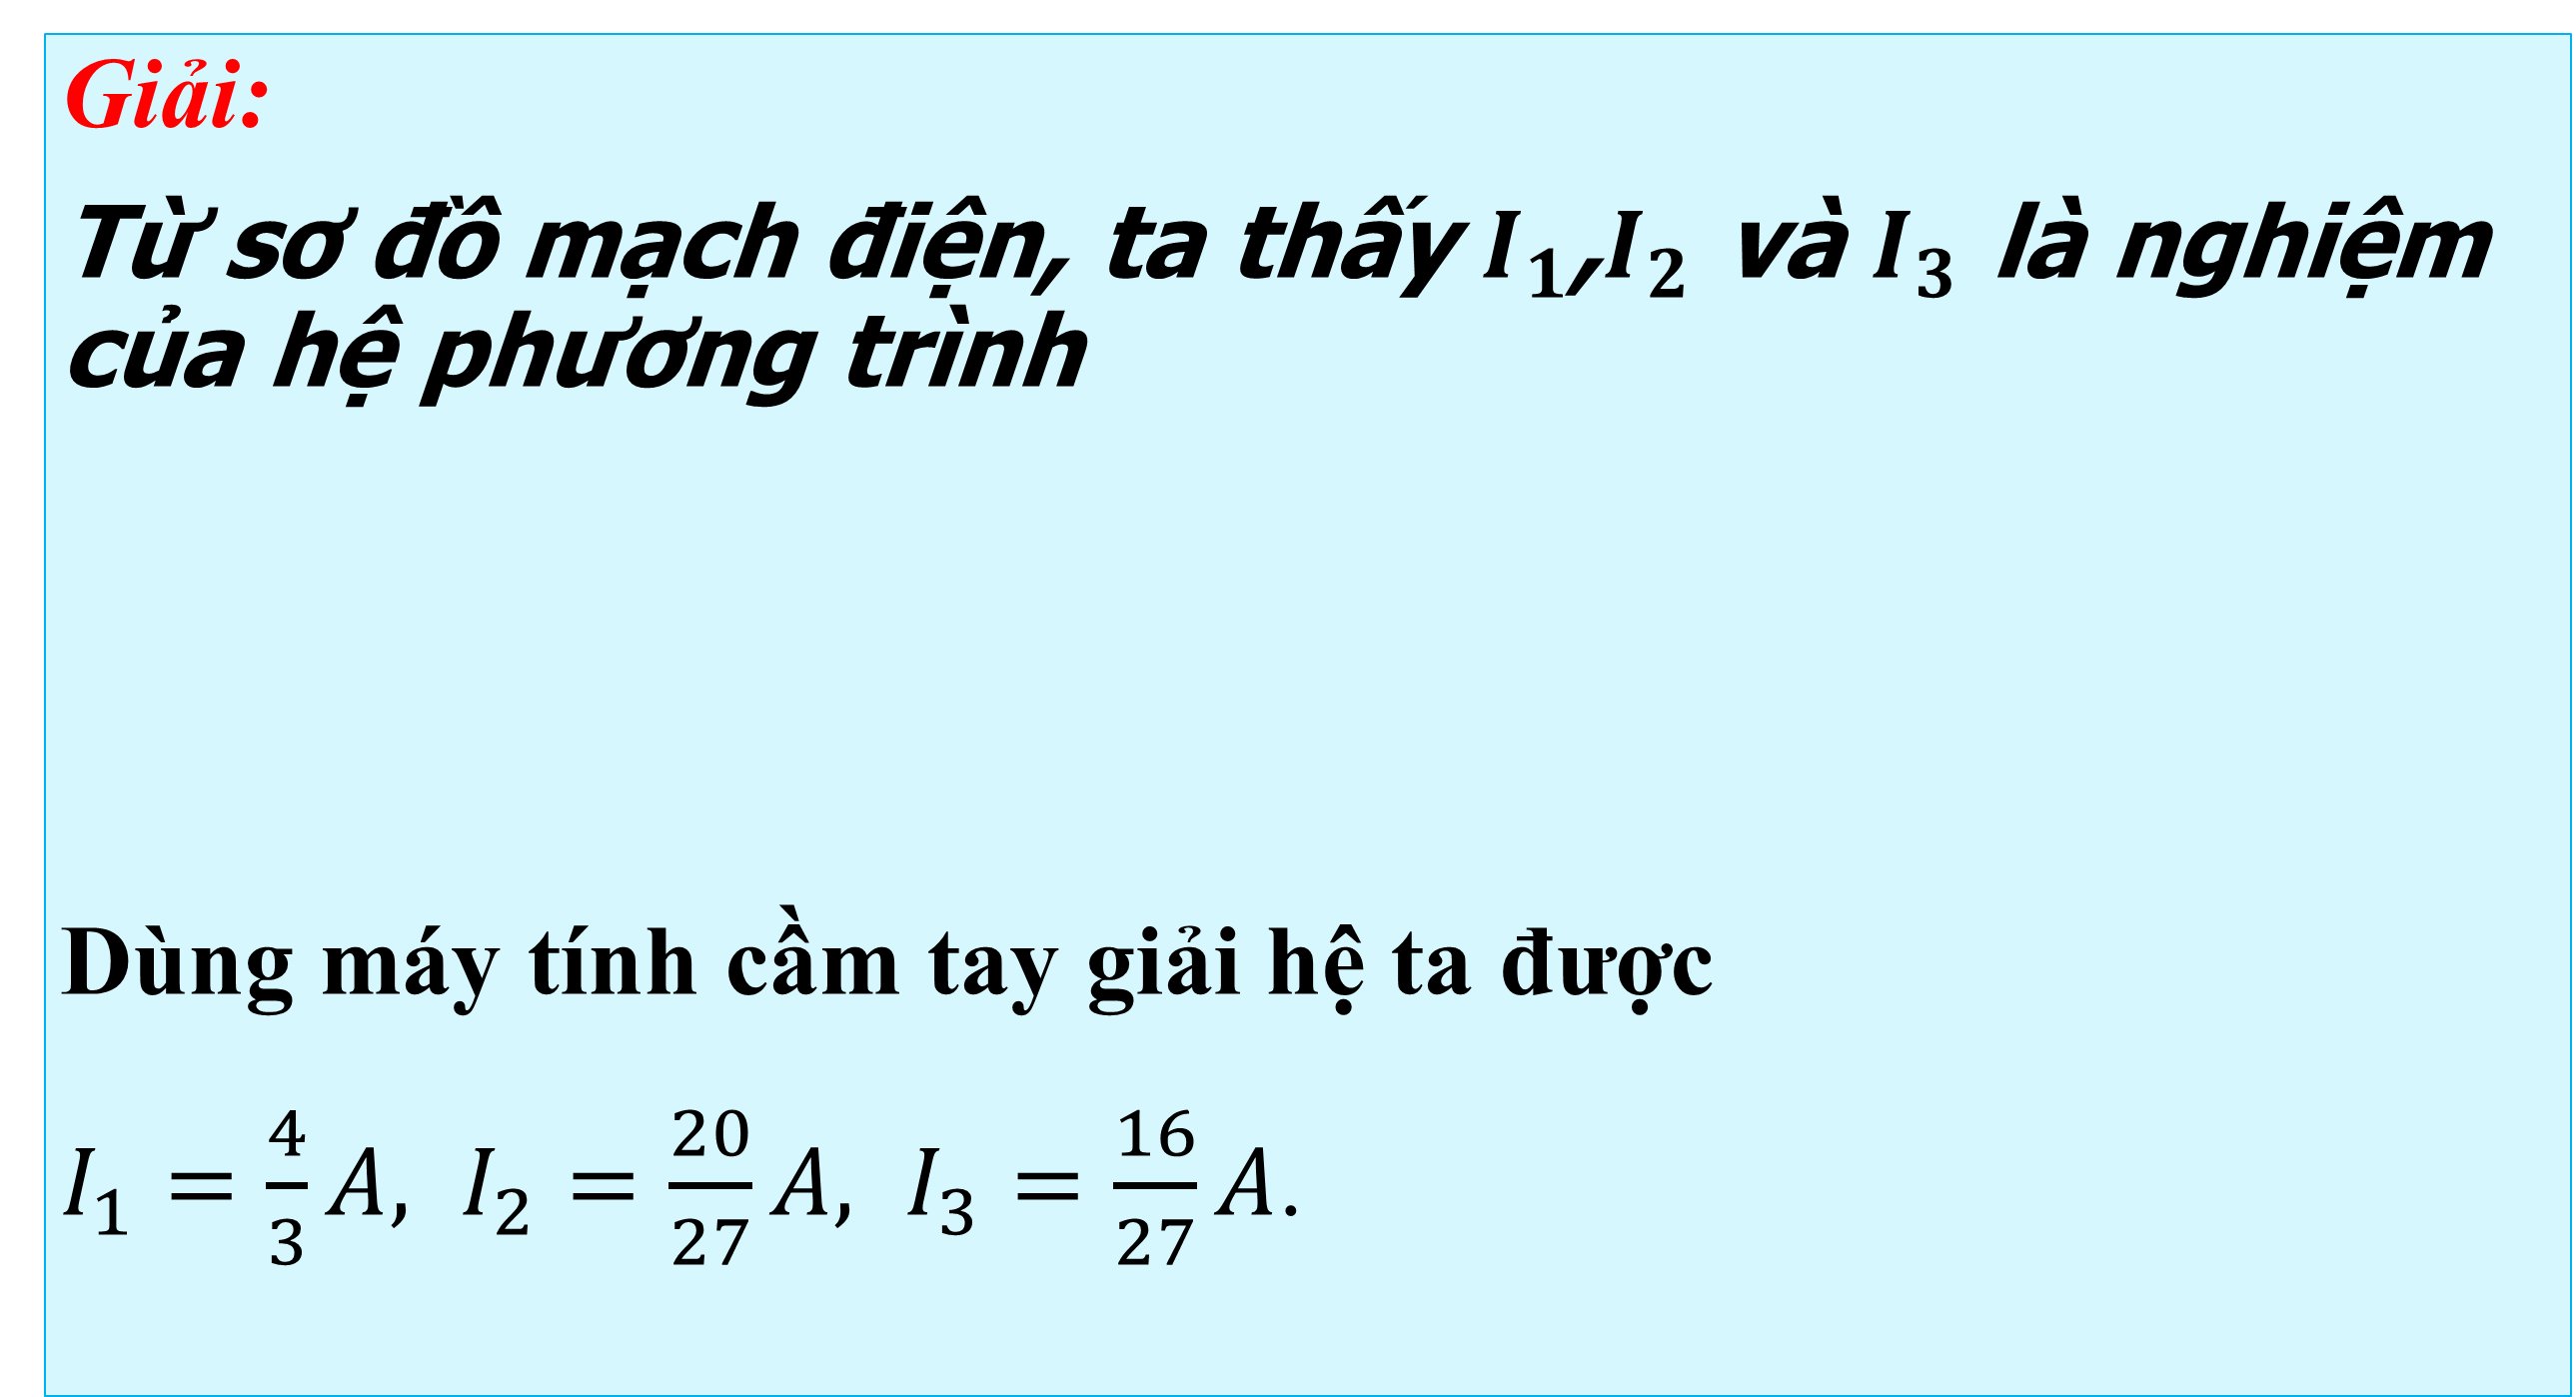 Giải:
Từ sơ đồ mạch điện, ta thấy I₁,I₂ và I₃ là nghiệm
của hệ phương trình
Dùng máy tính cầm tay giải hệ ta được
I₁ = 4/3 A, I₂ = 20/27 A, I₃ = 16/27 A.